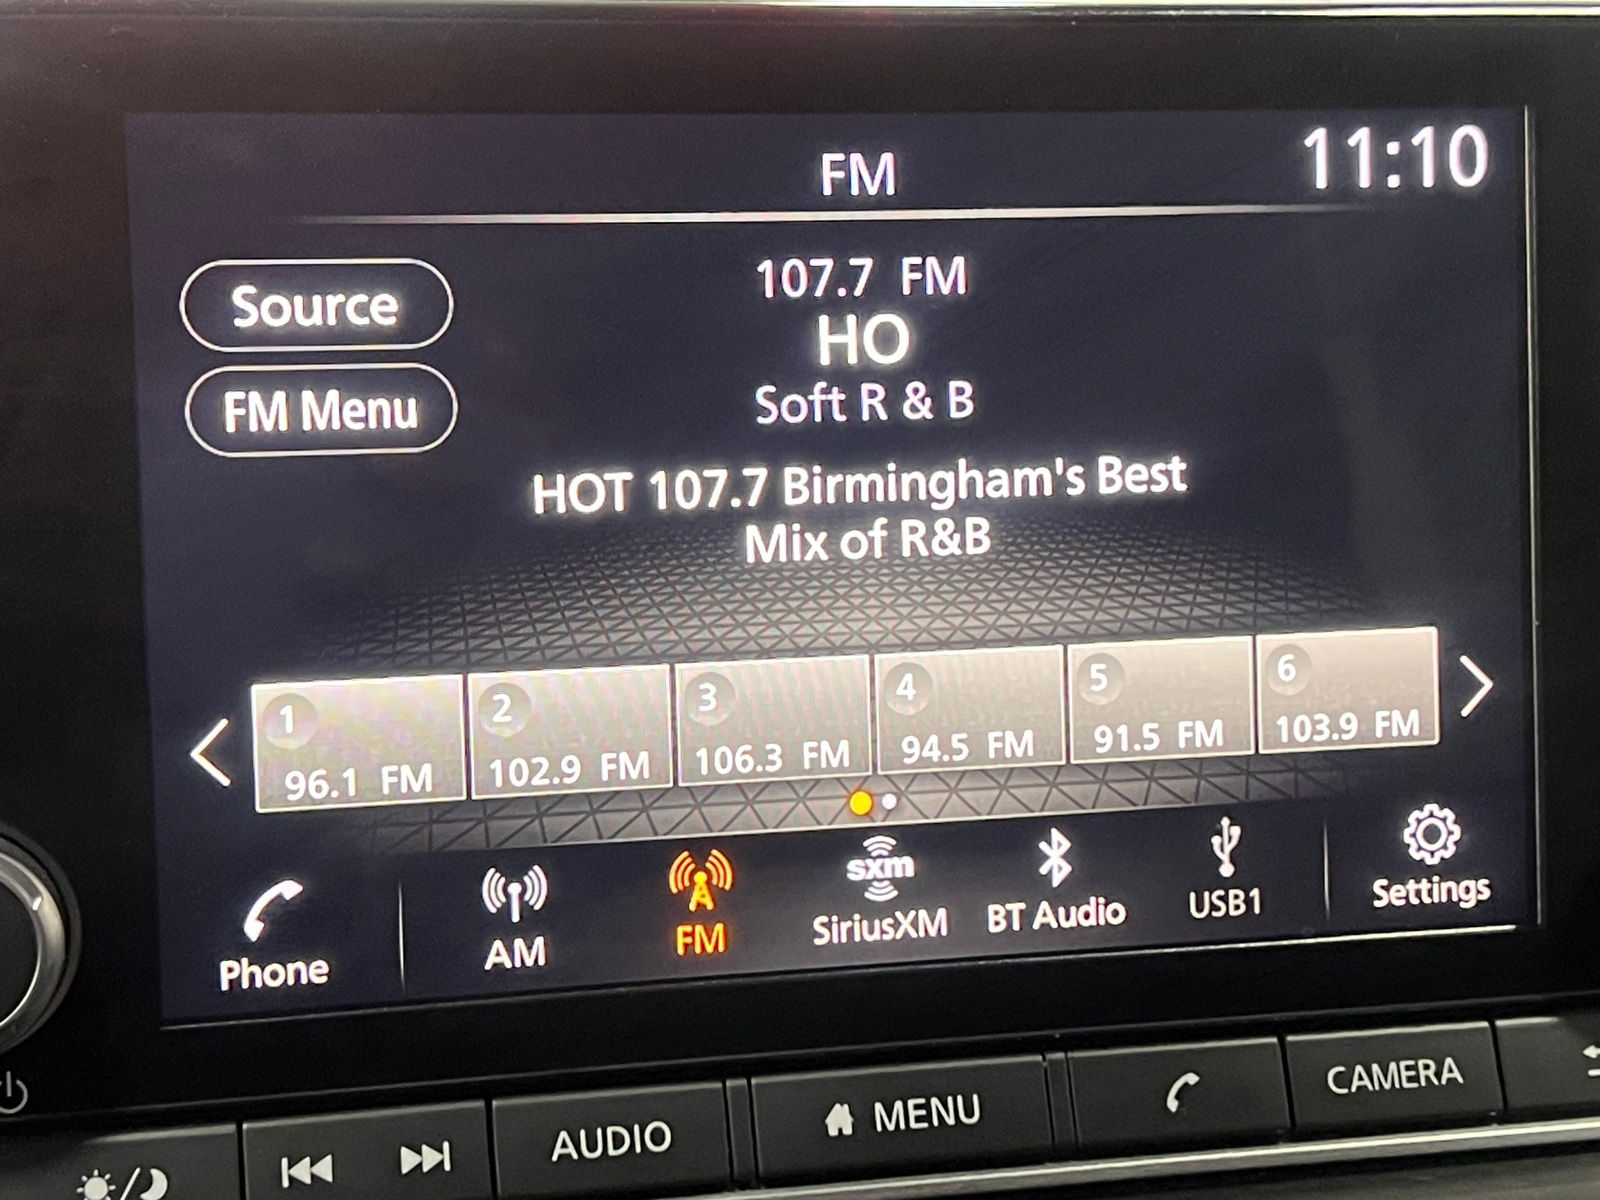 FM
11:10
Source
FM Menu
107.7 FM
HO
Soft R & B
HOT 107.7 Birmingham's Best
Mix of R&B
1
96.1 FM
2
102.9 FM
3
106.3 FM
4
94.5 FM
5
91.5 FM
6
103.9 FM
Phone
AM
FM
sxm
SiriusXM
BT Audio
USB1
Settings
AUDIO
MENU
CAMERA